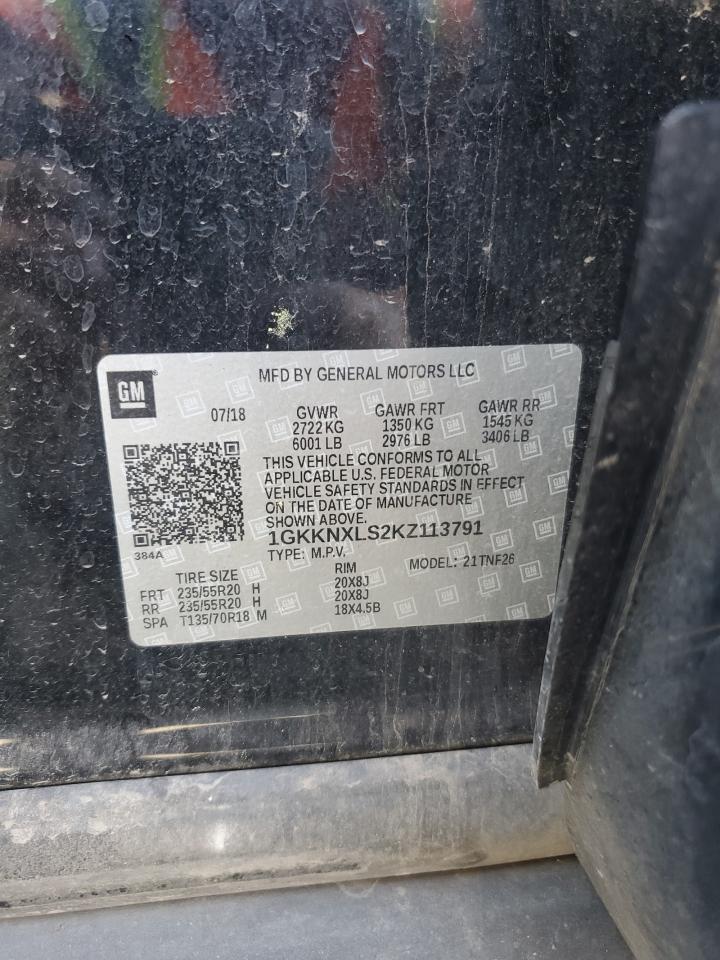 GM
MFD BY GENERAL MOTORS LLC
07/18 GVWR GAWR FRT GAWR RR
2722 KG 1350 KG 1545 KG
6001 LB 2976 LB 3406 LB
THIS VEHICLE CONFORMS TO ALL
APPLICABLE U.S. FEDERAL MOTOR
VEHICLE SAFETY STANDARDS IN EFFECT
ON THE DATE OF MANUFACTURE
SHOWN ABOVE.
1GKKNXLS2KZ113791
384A
TYPE: M.P.V. MODEL: 21TNF26
TIRE SIZE RIM
FRT 235/55R20 H 20X8J
RR 235/55R20 H 20X8J
SPA T135/70R18 M 18X4.5B